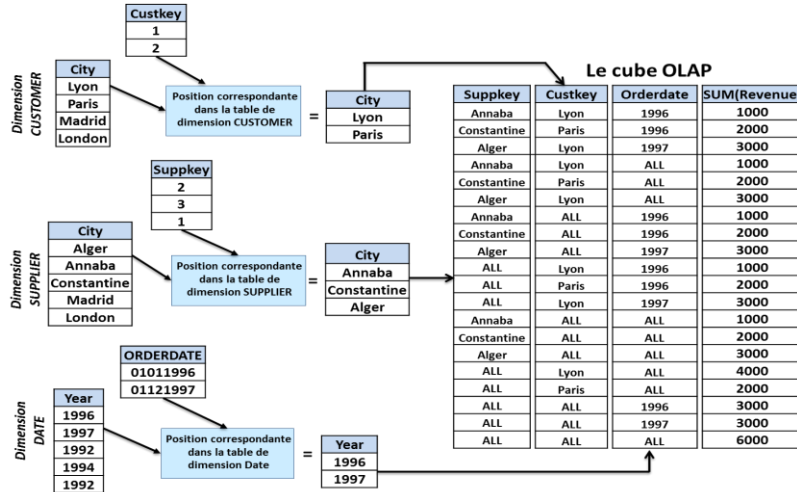 Custkey
1
2
Dimension
CUSTOMER
City
Lyon
Paris
Madrid
London
Position correspondante
dans la table de
dimension CUSTOMER
=
City
Lyon
Paris
Suppkey
2
3
1
Dimension
SUPPLIER
City
Alger
Annaba
Constantine
Madrid
London
Position correspondante
dans la table de
dimension SUPPLIER
=
City
Annaba
Constantine
Alger
ORDERDATE
01011996
01121997
Dimension
DATE
Year
1996
1997
1992
1994
1992
Position correspondante
dans la table de
dimension Date
=
Year
1996
1997
Le cube OLAP
Suppkey Custkey Orderdate SUM(Revenue
Annaba Lyon 1996 1000
Constantine Paris 1996 2000
Alger Lyon 1997 3000
Annaba Lyon ALL 1000
Constantine Paris ALL 2000
Alger Lyon ALL 3000
Annaba ALL 1996 1000
Constantine ALL 1996 2000
Alger ALL 1997 3000
ALL Lyon 1996 1000
ALL Paris 1996 2000
ALL Lyon 1997 3000
Annaba ALL ALL 1000
Constantine ALL ALL 2000
Alger ALL ALL 3000
ALL Lyon ALL 4000
ALL Paris ALL 2000
ALL ALL 1996 3000
ALL ALL 1997 3000
ALL ALL ALL 6000